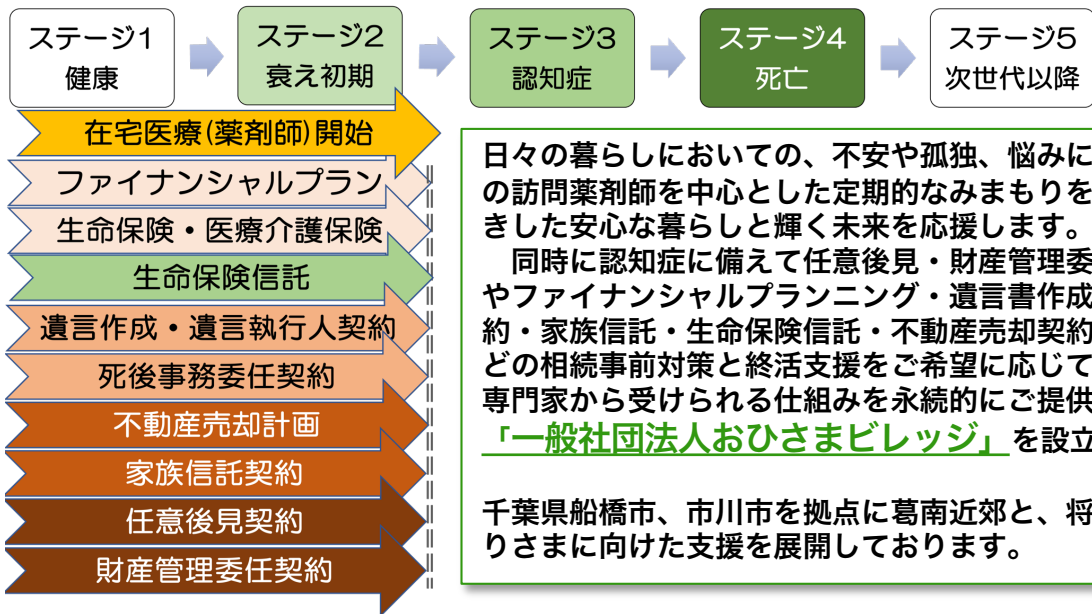 ステージ1
健康
ステージ2
衰え初期
ステージ3
認知症
ステージ4
死亡
ステージ5
次世代以降
在宅医療(薬剤師)開始
ファイナンシャルプラン
生命保険・医療介護保険
生命保険信託
遺言作成・遺言執行人契約
死後事務委任契約
不動産売却計画
家族信託契約
任意後見契約
財産管理委任契約
日々の暮らしにおいての、不安や孤独、悩みに
の訪問薬剤師を中心とした定期的なみまもりを
きした安心な暮らしと輝く未来を応援します。
同時に認知症に備えて任意後見・財産管理委
やファイナンシャルプランニング・遺言書作成
約・家族信託・生命保険信託・不動産売却契約
どの相続事前対策と終活支援をご希望に応じて
専門家から受けられる仕組みを永続的にご提供
「一般社団法人おひさまビレッジ」を設立
千葉県船橋市、市川市を拠点に葛南近郊と、将
りさまに向けた支援を展開しております。